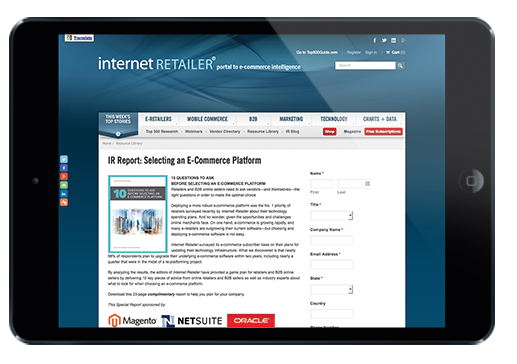 Translate
Go to Top500Guide.com Register Sign in Cart (0)
internet RETAILER® portal to e-commerce intelligence
Search
THIS WEEK'S TOP STORIES
E-RETAILERS MOBILE COMMERCE B2B MARKETING TECHNOLOGY CHARTS + DATA
Top 500 Research Webinars Vendor Directory Resource Library IR Blog Shop Magazine Free Subscriptions
Home / Resource Library
IR Report: Selecting an E-Commerce Platform
10 QUESTIONS TO ASK
BEFORE SELECTING AN E-COMMERCE PLATFORM
Retailers and B2B online sellers need to ask vendors—and themselves—the
right questions in order to make the optimal choice
Deploying a more robust e-commerce platform was the No. 1 priority of
retailers surveyed recently by Internet Retailer about their technology
spending plans. And no wonder, given the opportunities and challenges
online merchants face. On one hand, e-commerce is growing rapidly, and
many e-retailers are outgrowing their current software—but choosing and
deploying e-commerce software is not easy.
Internet Retailer surveyed its e-commerce subscriber base on their plans for
updating their technology infrastructure. What we discovered is that nearly
58% of respondents plan to upgrade their underlying e-commerce software within two years, including nearly a
quarter that were in the midst of a re-platforming project.
By analyzing the results, the editors of Internet Retailer have provided a game plan for retailers and B2B online
sellers by delivering 10 key pieces of advice from online retailers and B2B sellers as well as industry experts about
what to look for when choosing an e-commerce platform.
Download this 23-page complimentary report to help you plan for your company.
This Special Report sponsored by:
Magento NETSUITE ORACLE
10 QUESTIONS TO ASK
BEFORE SELECTING AN
E-COMMERCE PLATFORM
Name *
First Last
Title *
Company Name *
Email Address *
State *
Country